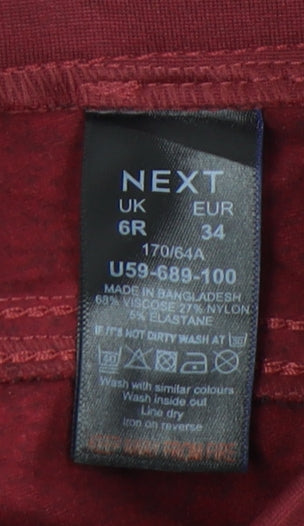 NEXT
UK EUR
6R 34
170/64A
U59-689-100
MADE IN BANGLADESH
68% VISCOSE 27% NYLON
5% ELASTANE
IF IT'S NOT DIRTY WASH AT 30
Wash with similar colours
Wash inside out
Line dry
Iron on reverse